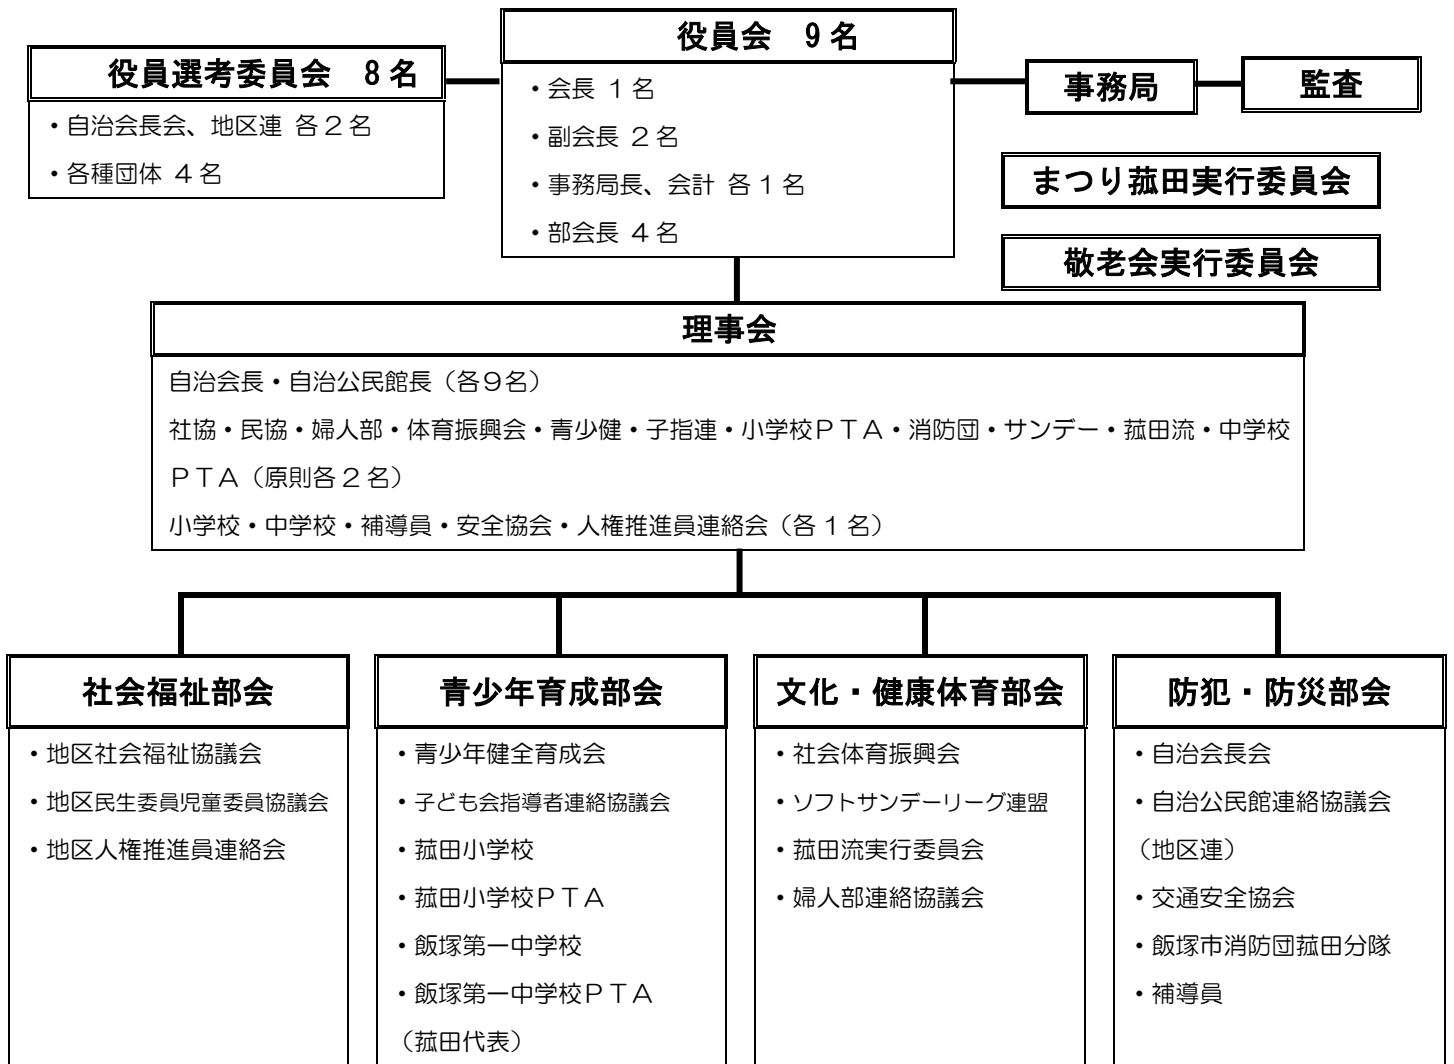 役員会 9名
・会長 1名
・副会長 2名
・事務局長、会計 各1名
・部会長 4名
役員選考委員会 8名
・自治会長会、地区連 各2名
・各種団体 4名
事務局
監査
まつり菰田実行委員会
敬老会実行委員会
理事会
自治会長・自治公民館長（各９名）
社協・民協・婦人部・体育振興会・青少健・子指連・小学校ＰＴＡ・消防団・サンデー・菰田流・中学校
ＰＴＡ（原則各２名）
小学校・中学校・補導員・安全協会・人権推進員連絡会（各１名）
社会福祉部会
・地区社会福祉協議会
・地区民生委員児童委員協議会
・地区人権推進員連絡会
青少年育成部会
・青少年健全育成会
・子ども会指導者連絡協議会
・菰田小学校
・菰田小学校ＰＴＡ
・飯塚第一中学校
・飯塚第一中学校ＰＴＡ
（菰田代表）
文化・健康体育部会
・社会体育振興会
・ソフトサンデーリーグ連盟
・菰田流実行委員会
・婦人部連絡協議会
防犯・防災部会
・自治会長会
・自治公民館連絡協議会
（地区連）
・交通安全協会
・飯塚市消防団菰田分隊
・補導員